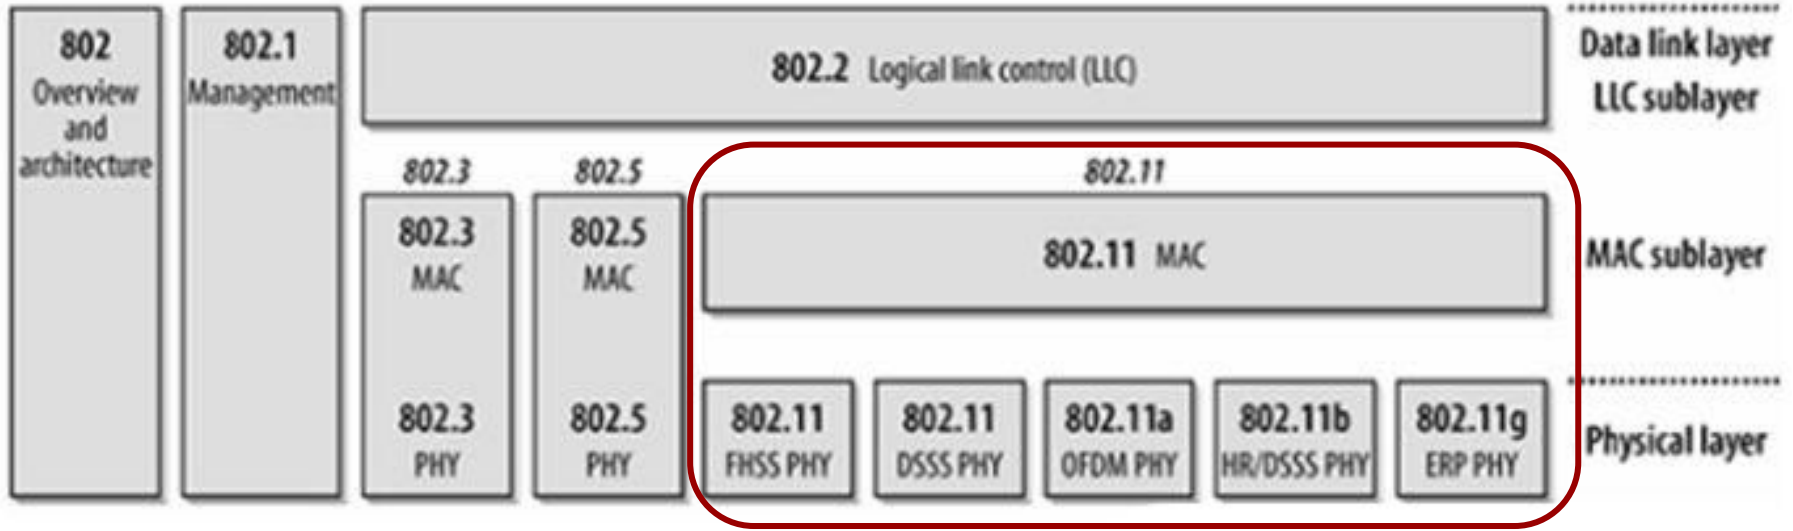 802
Overview
and
architecture
802.1
Management
802.2 Logical link control (LLC)
Data link layer
LLC sublayer
802.3
802.5
802.11
802.3
MAC
802.5
MAC
802.11 MAC
MAC sublayer
802.3
PHY
802.5
PHY
802.11
FHSS PHY
802.11
DSSS PHY
802.11a
OFDM PHY
802.11b
HR/DSSS PHY
802.11g
ERP PHY
Physical layer